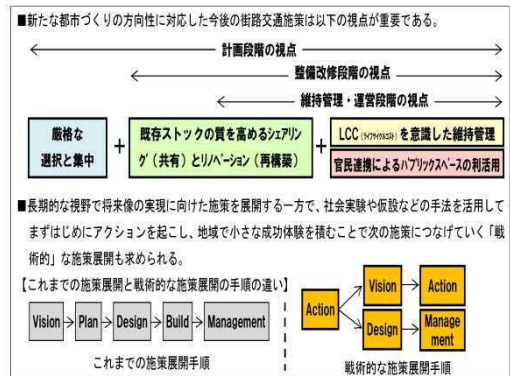 ■新たな都市づくりの方向性に対応した今後の街路交通施策は以下の視点が重要である。
計画段階の視点
整備改修段階の視点
維持管理・運営段階の視点
厳格な
選択と集中
+
既存ストックの質を高めるシェアリン
グ(共有)とリノベーション(再構築)
+
LCC(ライフサイクルコスト)を意識した維持管理
官民連携によるパブリックスペースの利活用
■長期的な視野で将来像の実現に向けた施策を展開する一方で、社会実験や仮設などの手法を活用して
まずはじめにアクションを起こし、地域で小さな成功体験を積むことで次の施策につなげていく「戦
術的」な施策展開も求められる。
【これまでの施策展開と戦術的な施策展開の手順の違い】
Vision
Plan
Design
Build
Management
これまでの施策展開手順
Action
Vision
Action
Design
Manage
ment
戦術的な施策展開手順